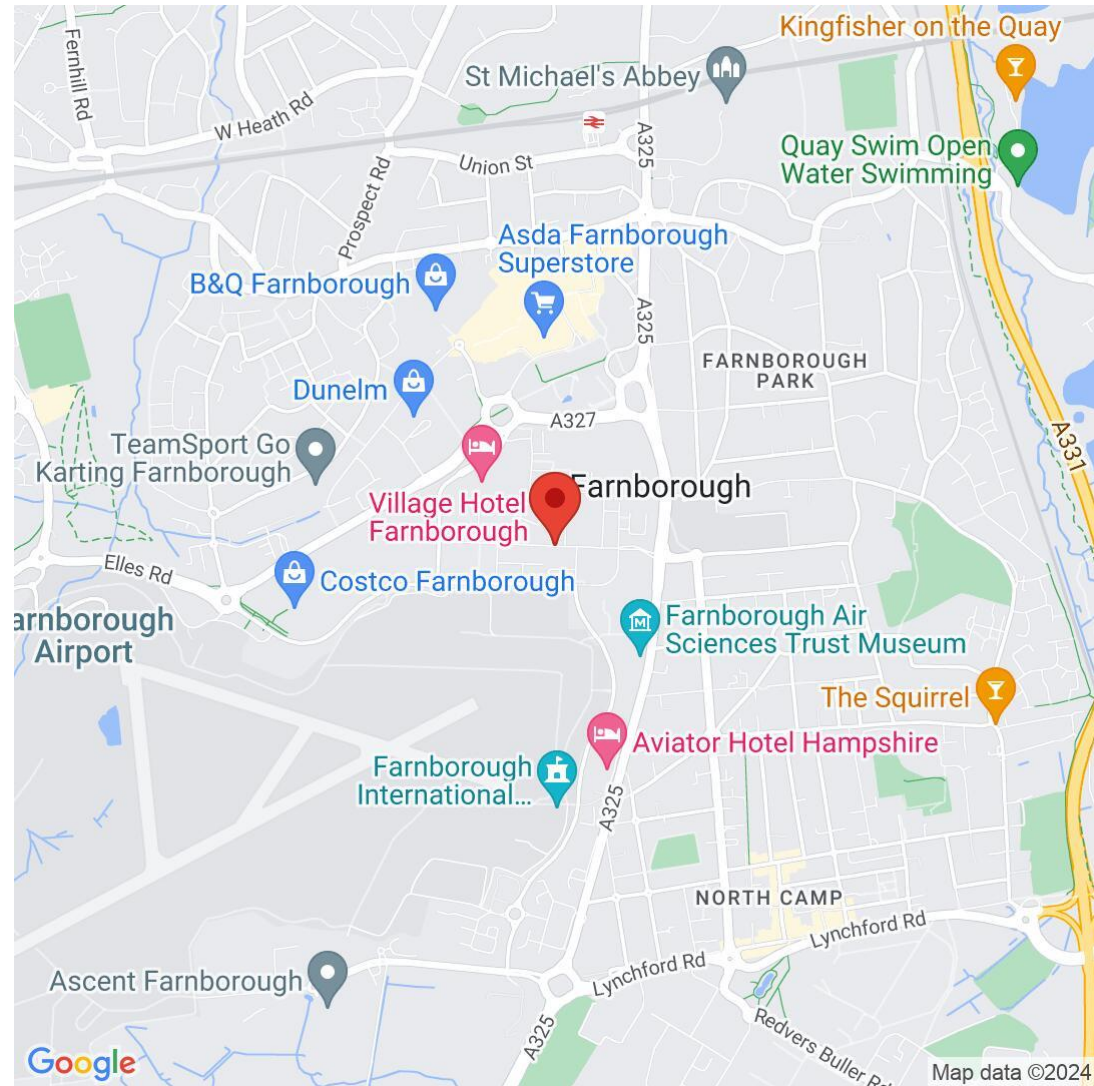 Kingfisher on the Quay
Fernhill Rd
St Michael's Abbey
W Heath Rd
A325
Union St
Quay Swim Open
Water Swimming
Prospect Rd
Asda Farnborough
Superstore
B&Q Farnborough
A325
FARNBOROUGH
PARK
Dunelm
A327
A331
TeamSport Go
Karting Farnborough
Village Hotel
Farnborough
Farnborough
Elles Rd
Costco Farnborough
arnborough
Airport
Farnborough Air
Sciences Trust Museum
The Squirrel
Aviator Hotel Hampshire
Farnborough
International...
A325
NORTH CAMP
Lynchford Rd
Lynchford Rd
Ascent Farnborough
A325
Redvers Buller Rd
Google
Map data ©2024